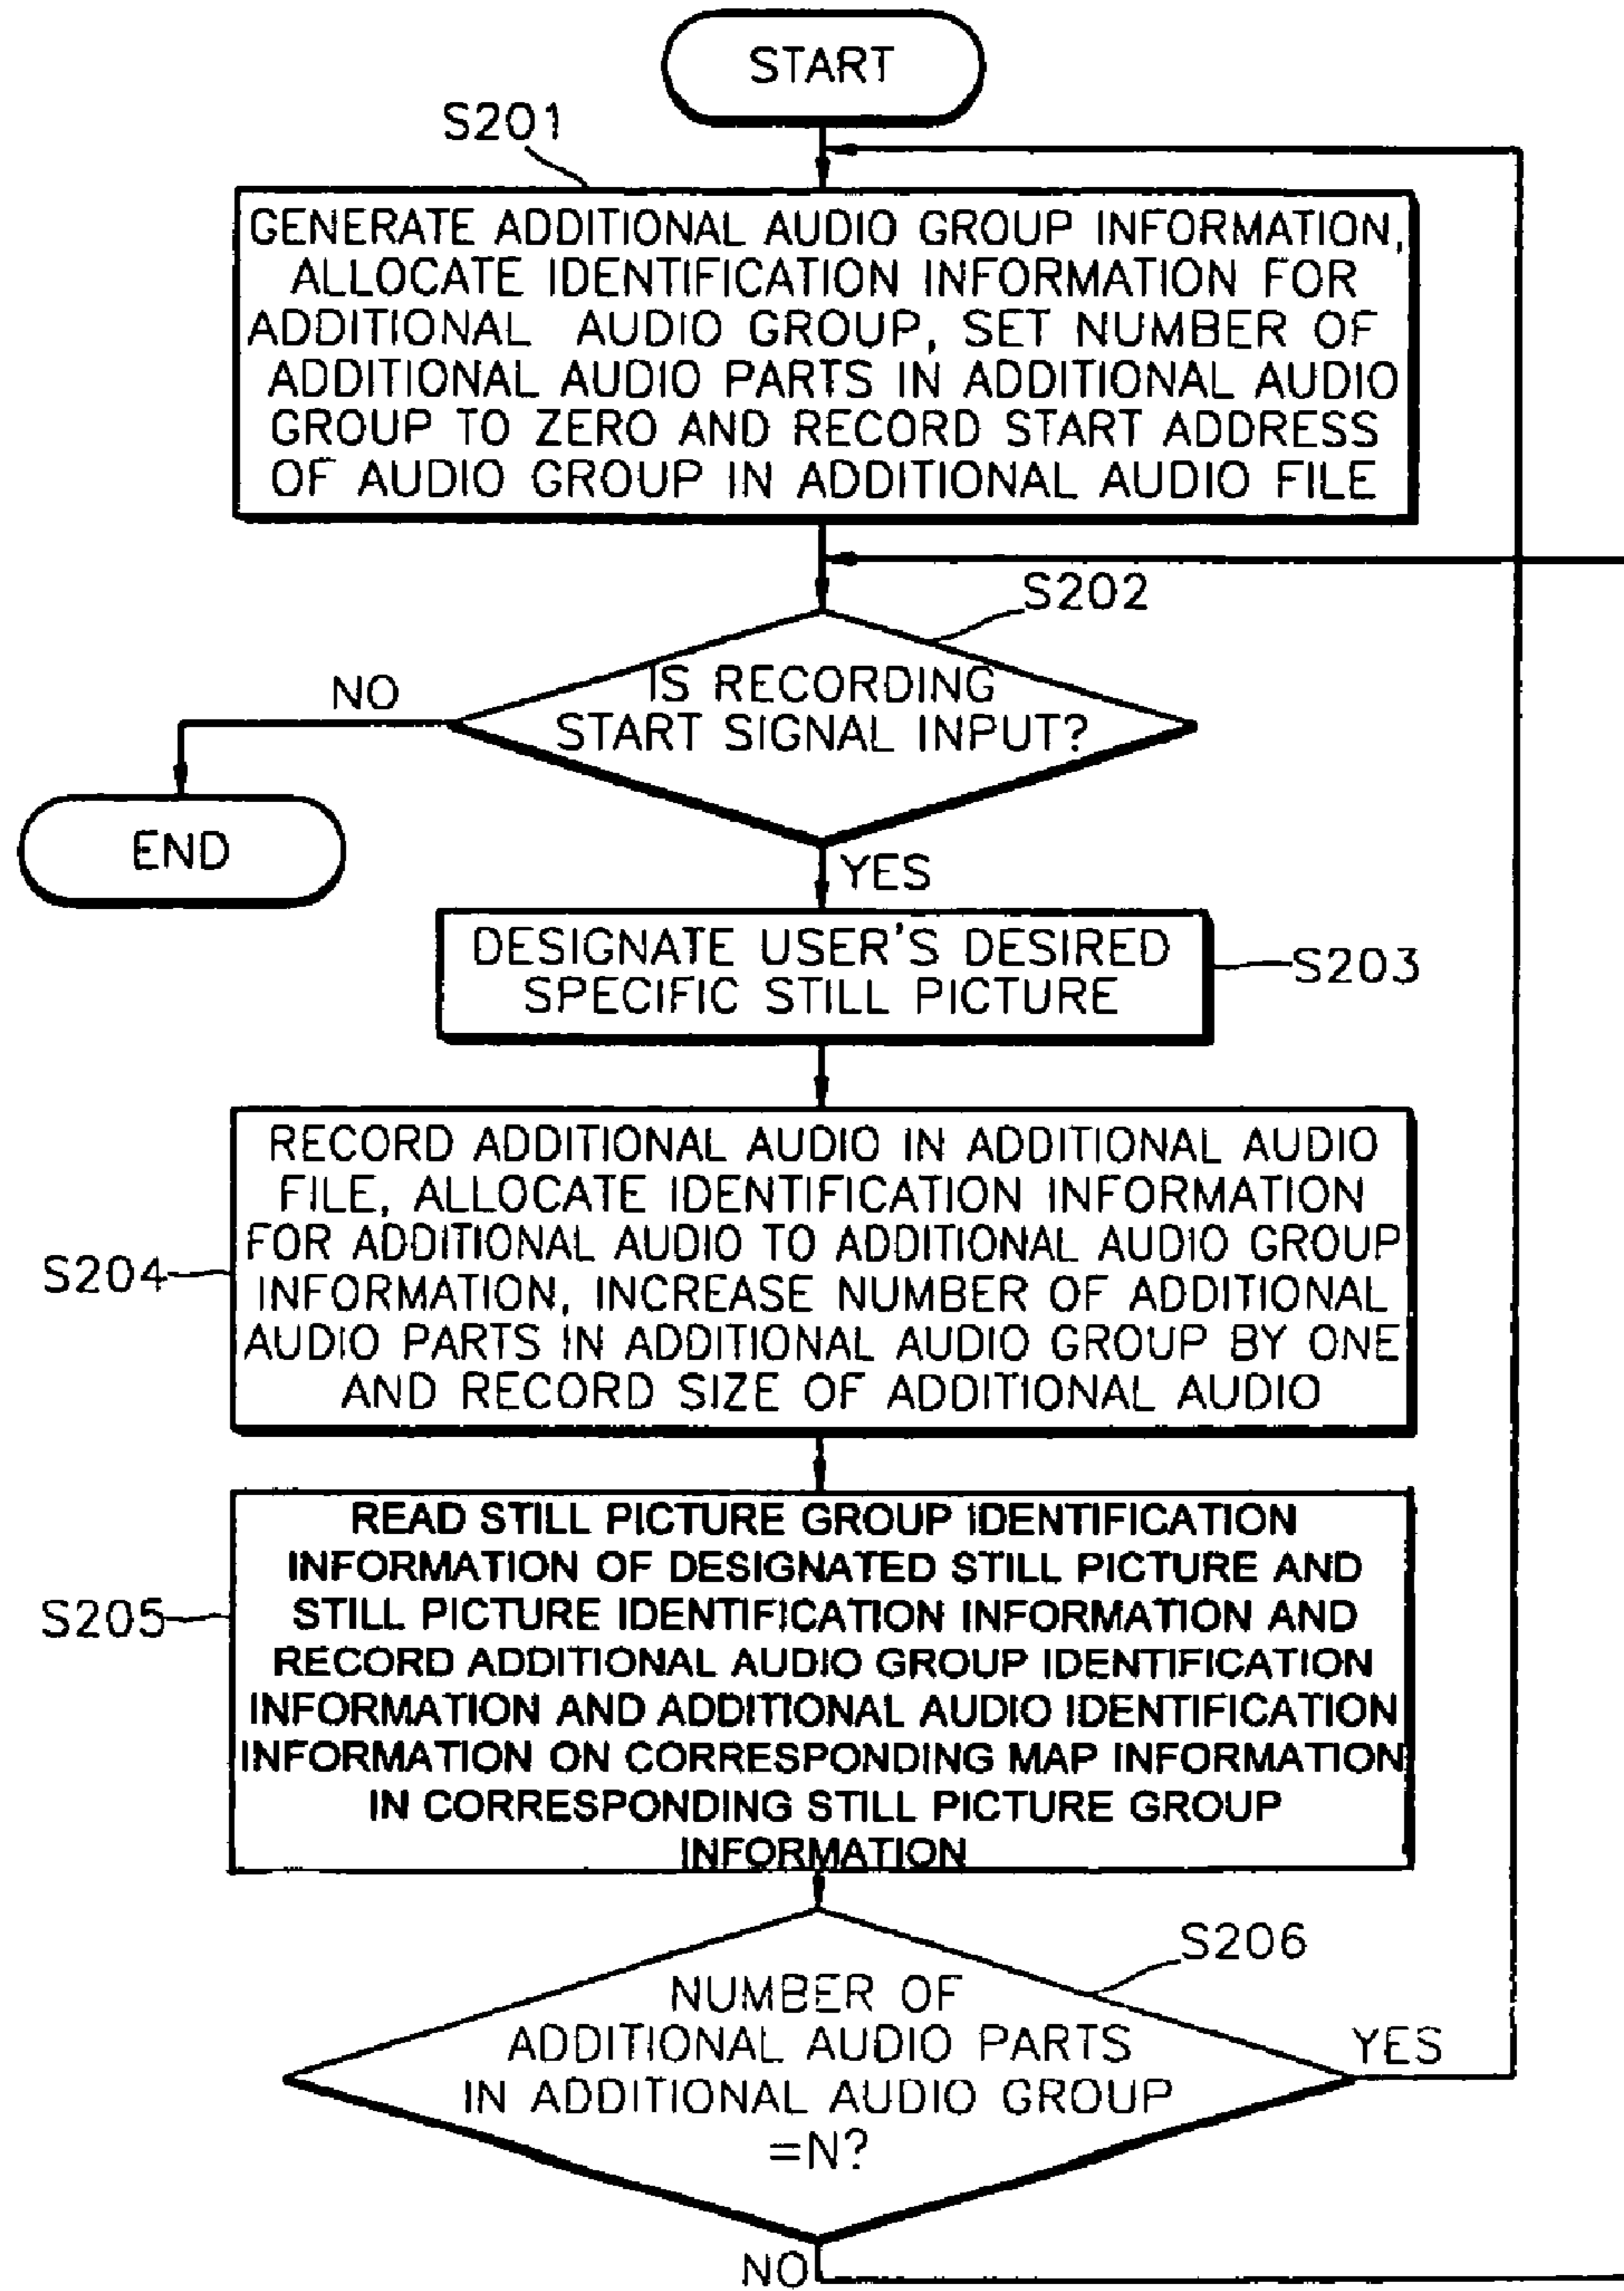 START
S201
GENERATE ADDITIONAL AUDIO GROUP INFORMATION,
ALLOCATE IDENTIFICATION INFORMATION FOR
ADDITIONAL AUDIO GROUP, SET NUMBER OF
ADDITIONAL AUDIO PARTS IN ADDITIONAL AUDIO
GROUP TO ZERO AND RECORD START ADDRESS
OF AUDIO GROUP IN ADDITIONAL AUDIO FILE
S202
IS RECORDING
START SIGNAL INPUT?
NO
END
YES
DESIGNATE USER'S DESIRED
SPECIFIC STILL PICTURE
S203
RECORD ADDITIONAL AUDIO IN ADDITIONAL AUDIO
FILE, ALLOCATE IDENTIFICATION INFORMATION
FOR ADDITIONAL AUDIO TO ADDITIONAL AUDIO GROUP
INFORMATION, INCREASE NUMBER OF ADDITIONAL
AUDIO PARTS IN ADDITIONAL AUDIO GROUP BY ONE
AND RECORD SIZE OF ADDITIONAL AUDIO
S204
READ STILL PICTURE GROUP IDENTIFICATION
INFORMATION OF DESIGNATED STILL PICTURE AND
STILL PICTURE IDENTIFICATION INFORMATION AND
RECORD ADDITIONAL AUDIO GROUP IDENTIFICATION
INFORMATION AND ADDITIONAL AUDIO IDENTIFICATION
INFORMATION ON CORRESPONDING MAP INFORMATION
IN CORRESPONDING STILL PICTURE GROUP
INFORMATION
S205
S206
NUMBER OF
ADDITIONAL AUDIO PARTS
IN ADDITIONAL AUDIO GROUP
=N?
YES
NO